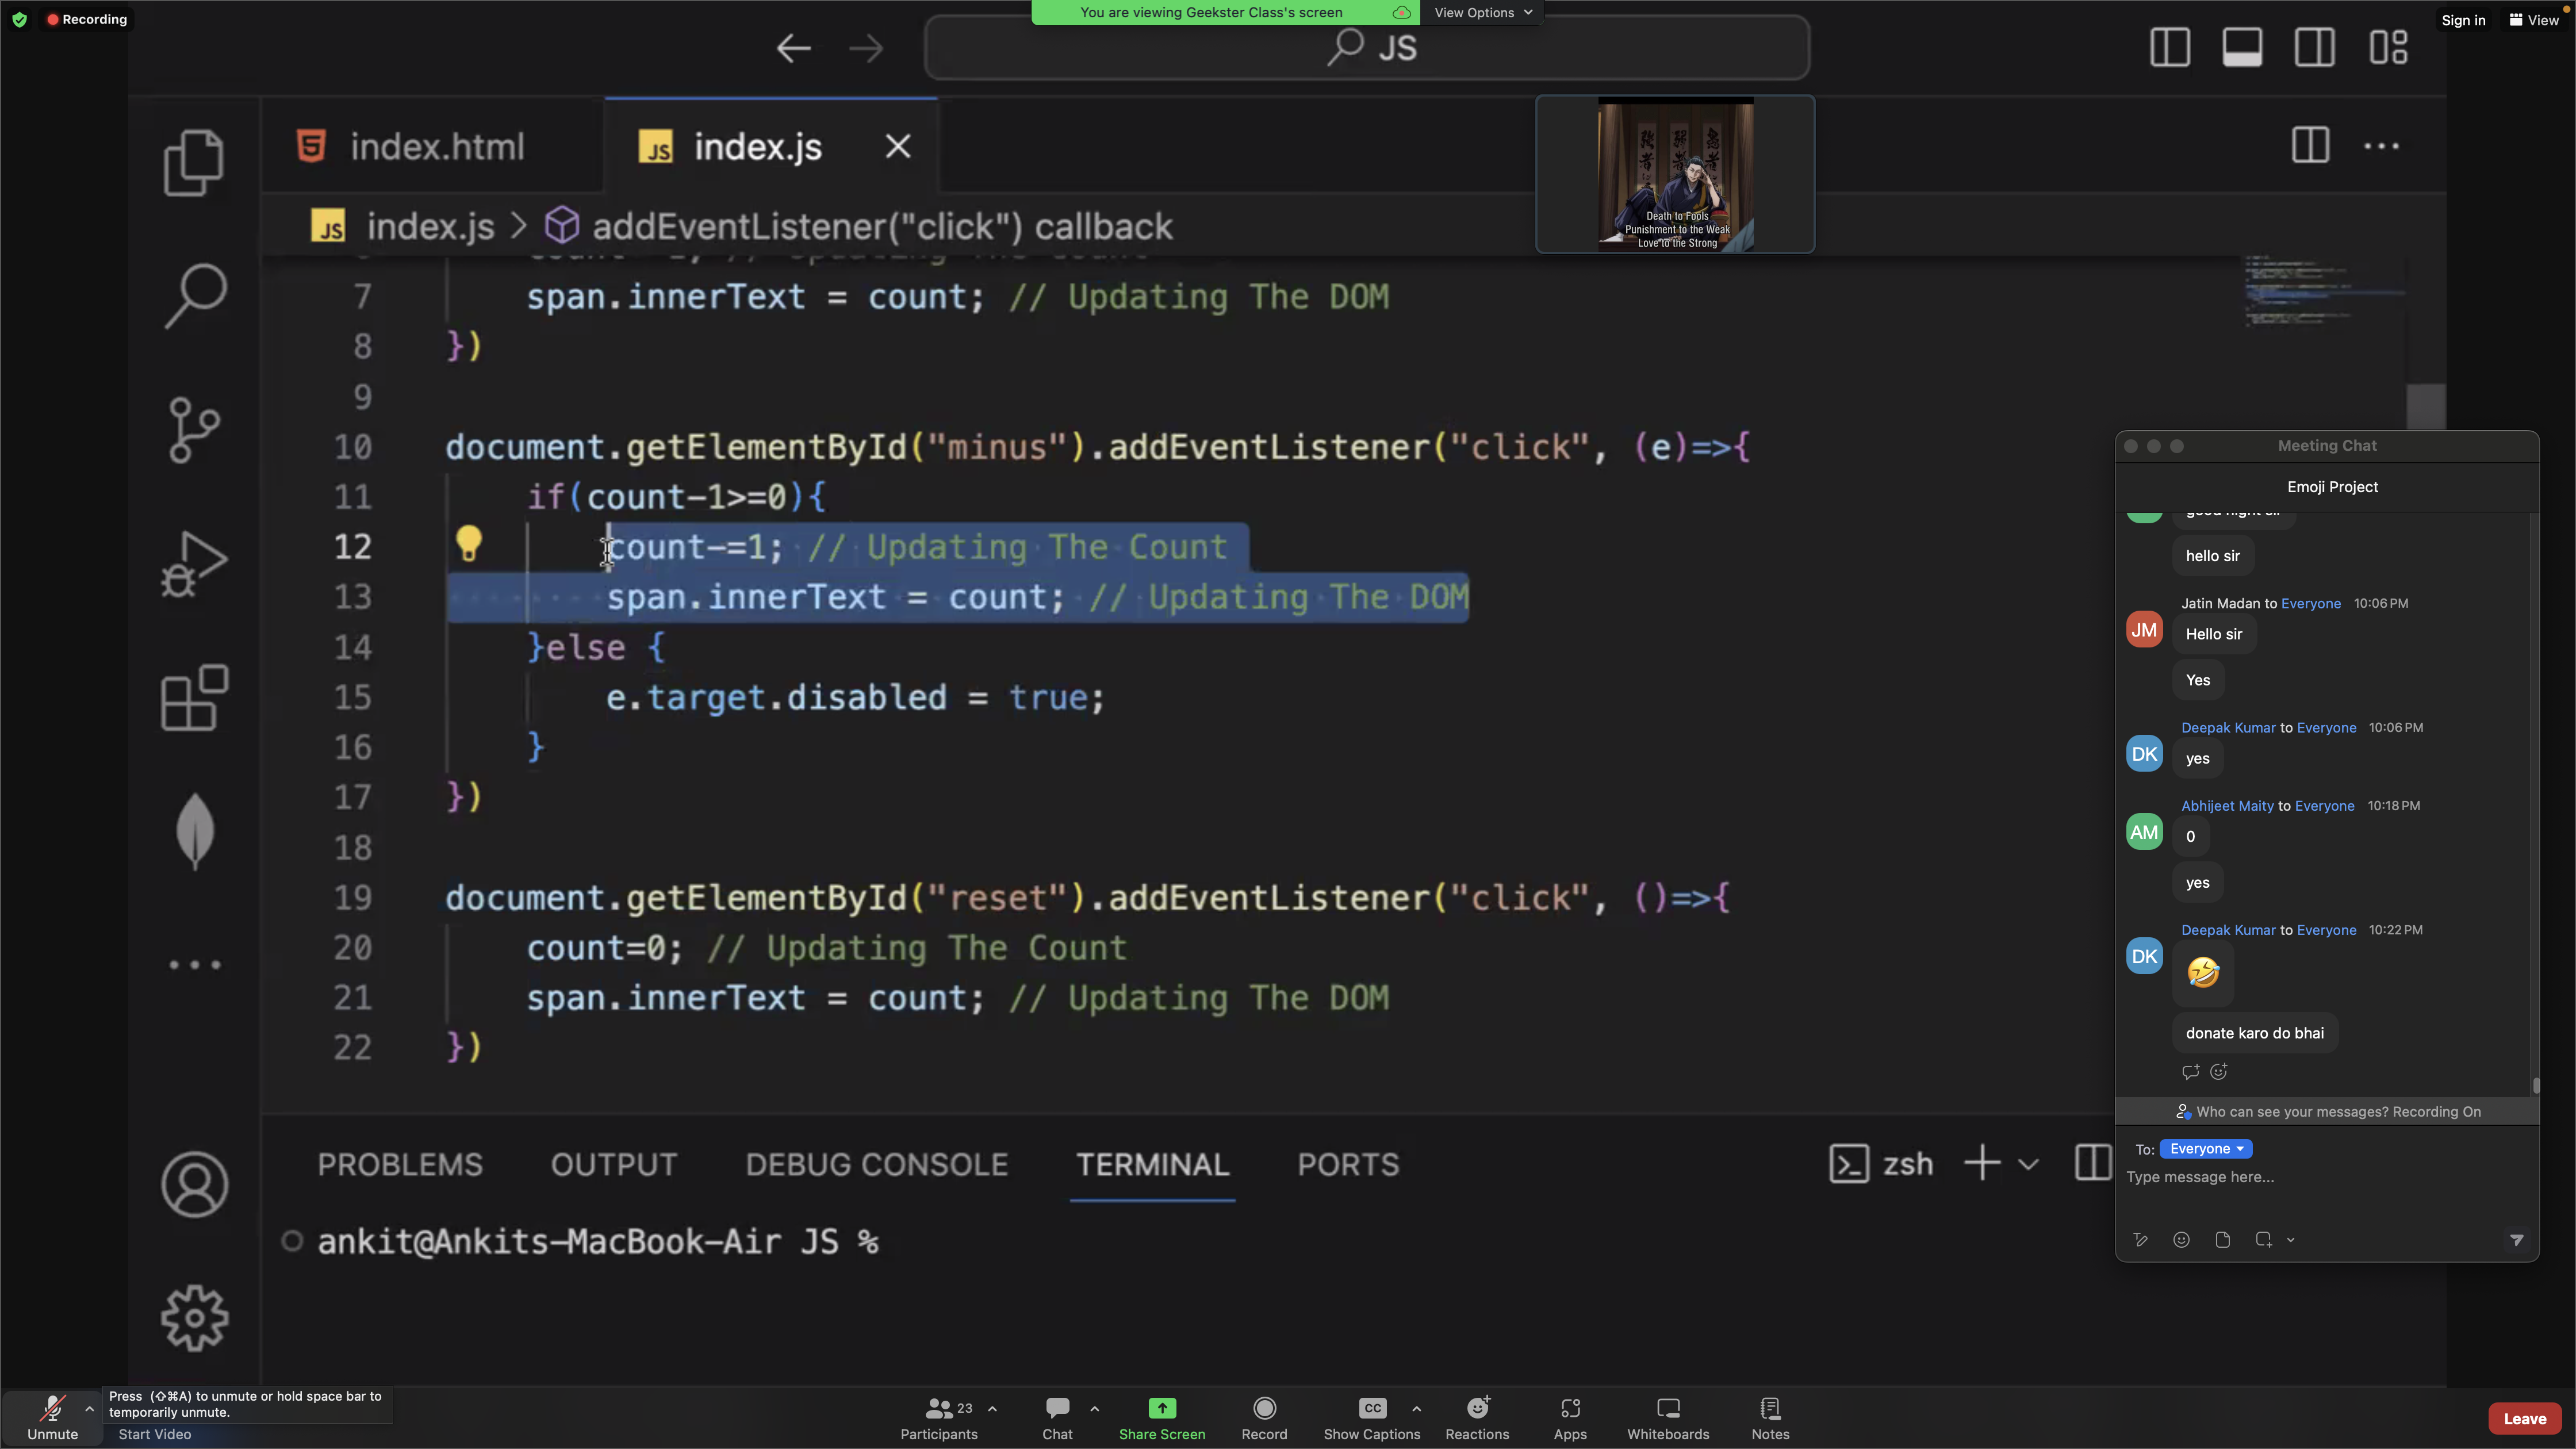 Recording
You are viewing Geekster Class's screen
View Options
Sign in
View
JS
index.html
JS index.js
JS index.js > addEventListener("click") callback
Death to Fools
Punishment to the Weak
Love to the Strong
7 span.innerText = count; // Updating The DOM
8 })
9
10 document.getElementById("minus").addEventListener("click", (e)=>{
11 if(count-1>=0){
12 count-=1; // Updating The Count
13 span.innerText = count; // Updating The DOM
14 }else {
15 e.target.disabled = true;
16 }
17 })
18
19 document.getElementById("reset").addEventListener("click", ()=>{
20 count=0; // Updating The Count
21 span.innerText = count; // Updating The DOM
22 })
PROBLEMS OUTPUT DEBUG CONSOLE TERMINAL PORTS
zsh
ankit@Ankits-MacBook-Air JS %
Meeting Chat
Emoji Project
good night sir
hello sir
Jatin Madan to Everyone 10:06 PM
JM
Hello sir
Yes
Deepak Kumar to Everyone 10:06 PM
DK
yes
Abhijeet Maity to Everyone 10:18 PM
AM
0
yes
Deepak Kumar to Everyone 10:22 PM
DK
🤣
donate karo do bhai
Who can see your messages? Recording On
To: Everyone
Type message here...
Press (⇧⌘A) to unmute or hold space bar to
temporarily unmute.
Unmute
Start Video
23
Participants
Chat
Share Screen
Record
CC
Show Captions
Reactions
Apps
Whiteboards
Notes
Leave